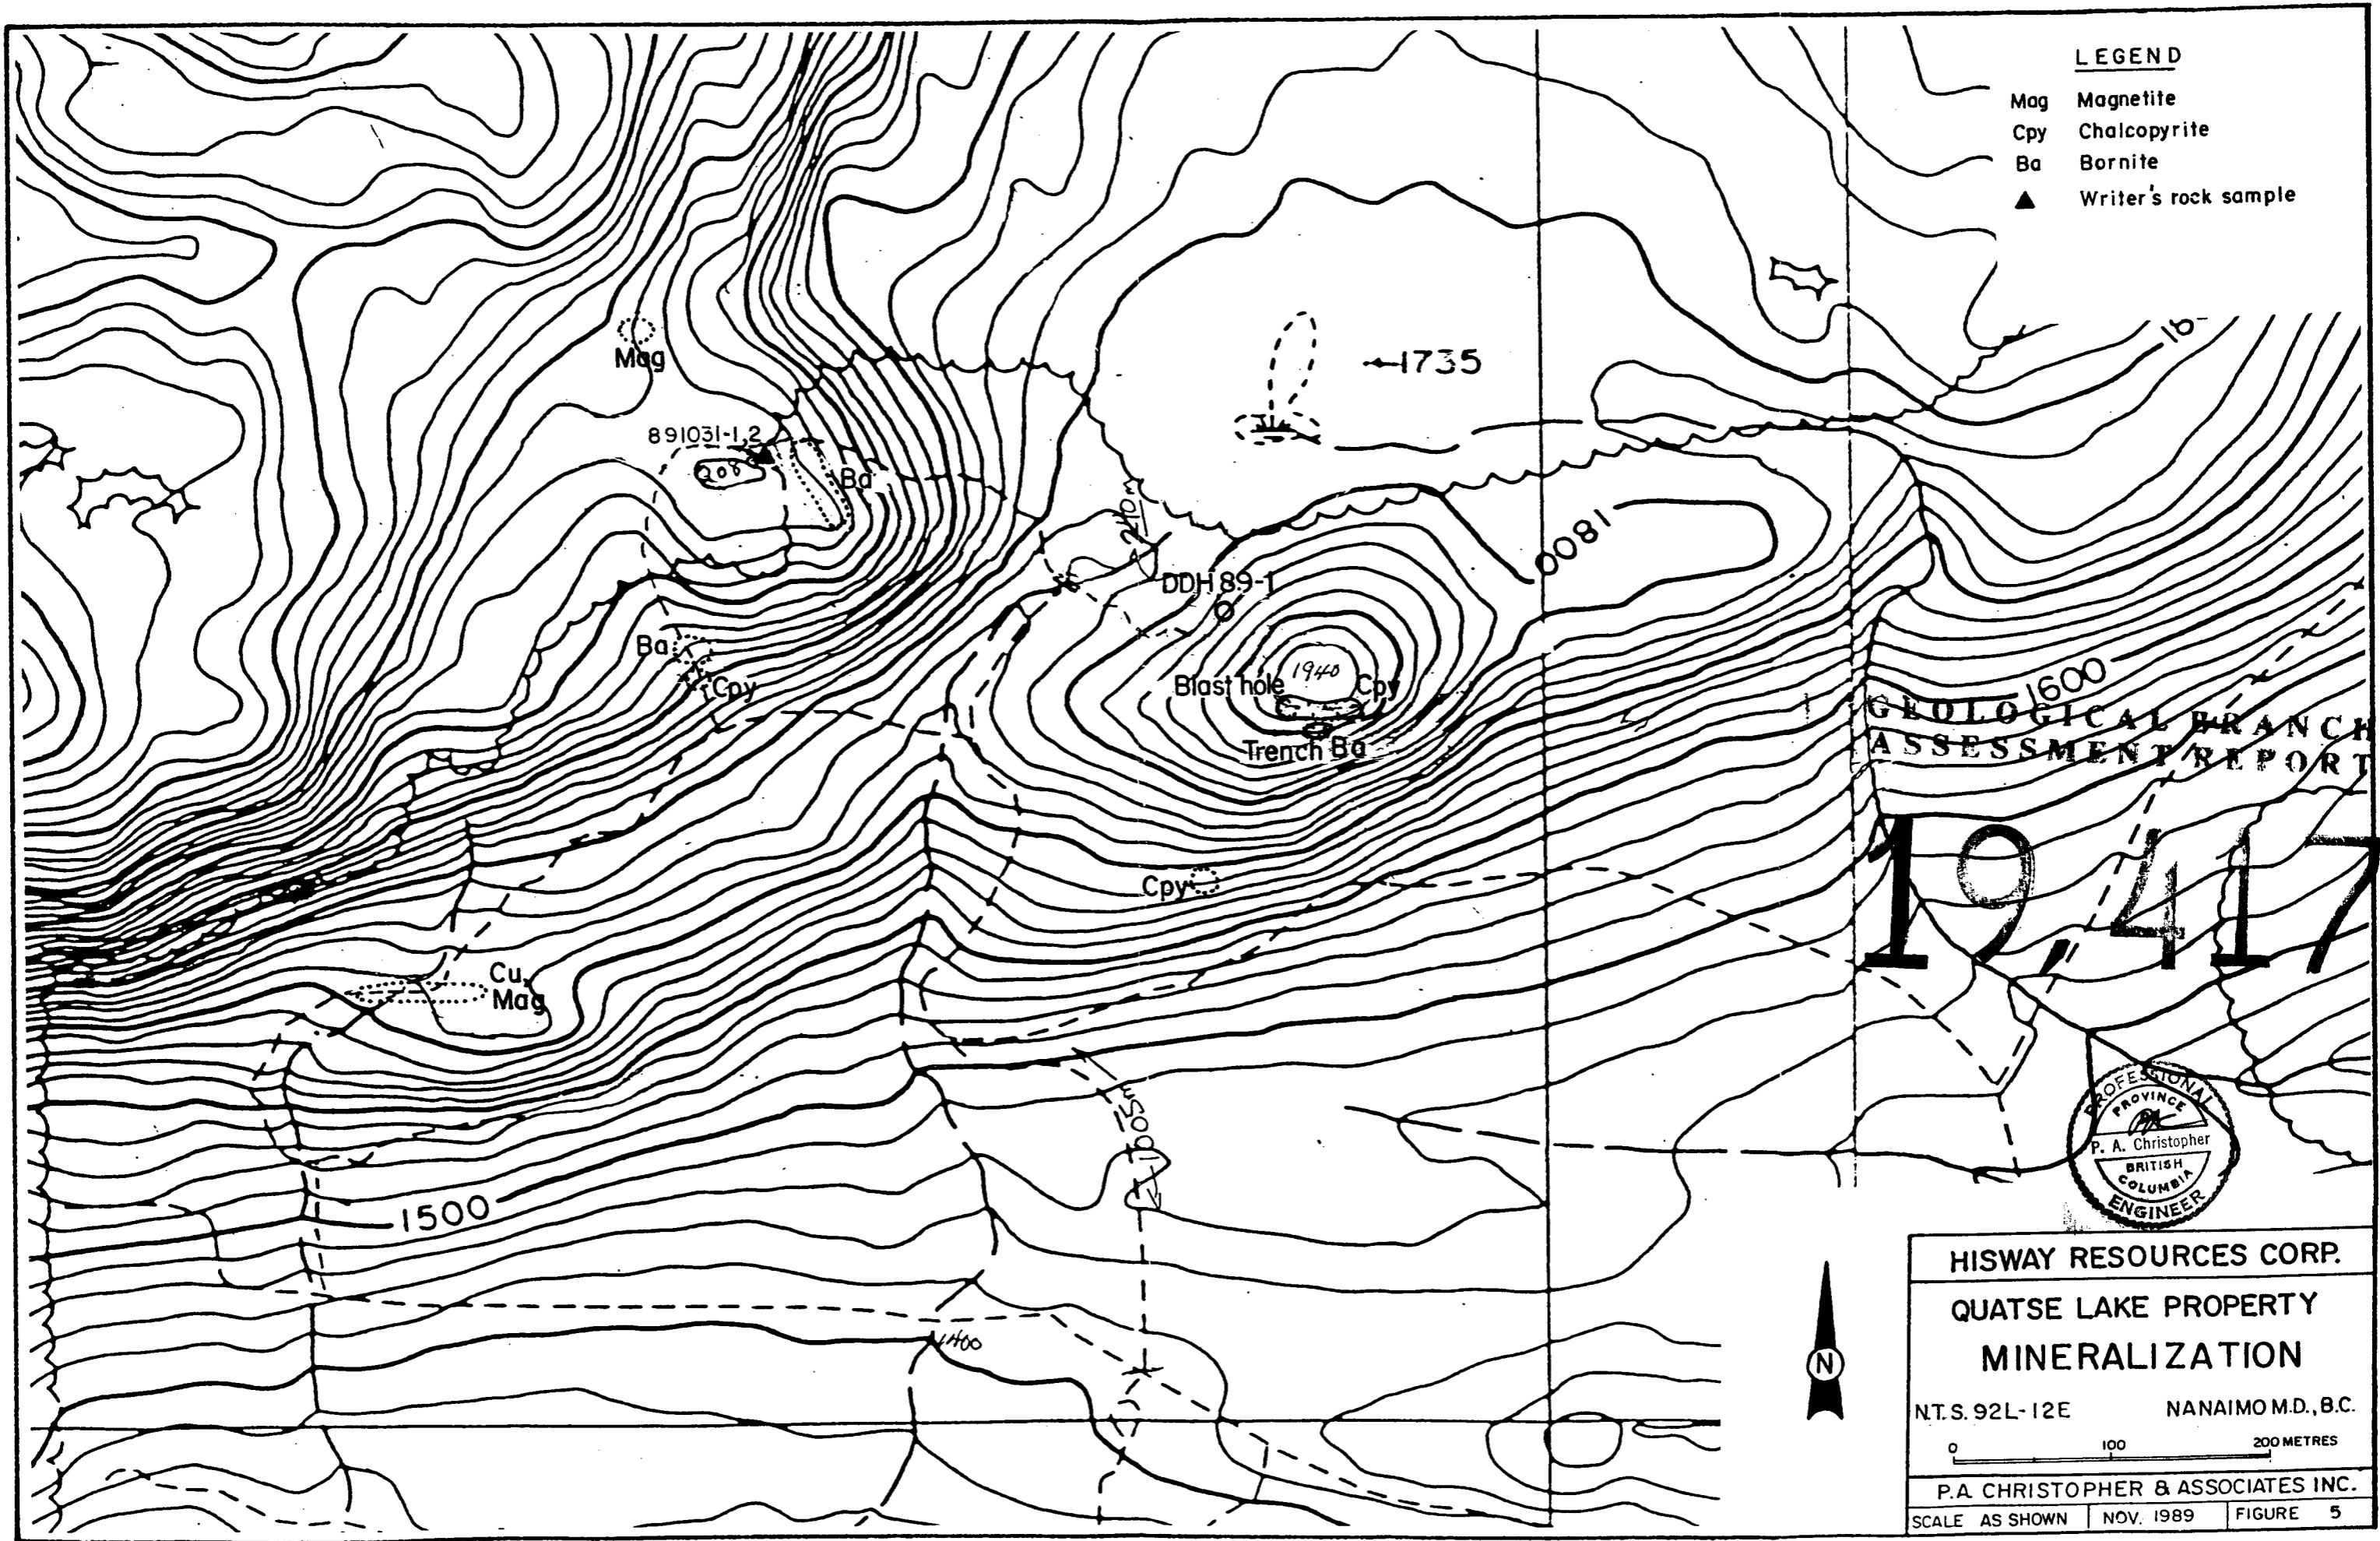 LEGEND
Mag Magnetite
Cpy Chalcopyrite
Ba Bornite
▲ Writer's rock sample
Mag
←1735
891031-1,2
Ba
1800
DDH 89-1
Ba
Cpy
1940
Blast hole
Cpy
Trench Ba
1600
GEOLOGICAL BRANCH
ASSESSMENT REPORT
19,417
Cpy
Cu,
Mag
1005m
1500
1400
PROFESSIONAL
PROVINCE
P. A. Christopher
BRITISH
COLUMBIA
ENGINEER
N
HISWAY RESOURCES CORP.
QUATSE LAKE PROPERTY
MINERALIZATION
N.T.S. 92L-12E NANAIMO M.D., B.C.
0 100 200 METRES
P.A. CHRISTOPHER & ASSOCIATES INC.
SCALE AS SHOWN NOV. 1989 FIGURE 5